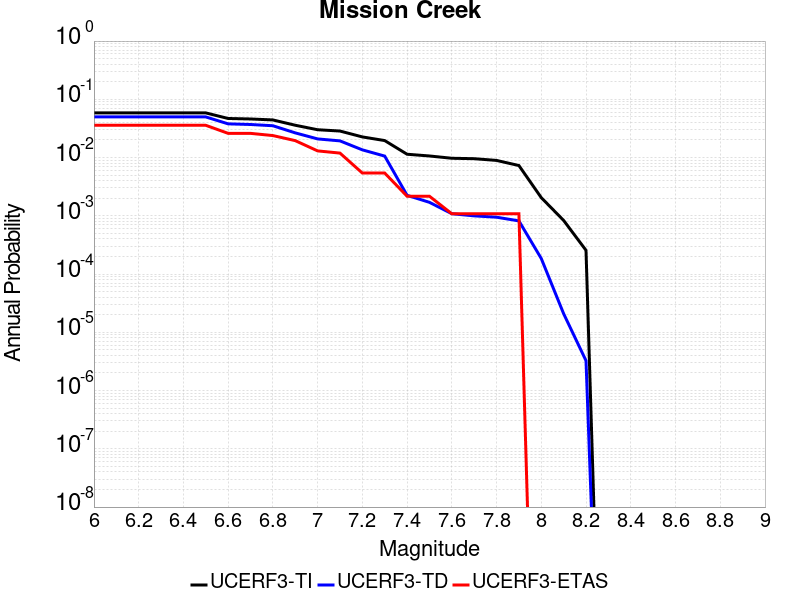 Mission Creek
10^0
10^-1
10^-2
10^-3
10^-4
10^-5
10^-6
10^-7
10^-8
Annual Probability
6 6.2 6.4 6.6 6.8 7 7.2 7.4 7.6 7.8 8 8.2 8.4 8.6 8.8 9
Magnitude
UCERF3-TI UCERF3-TD UCERF3-ETAS